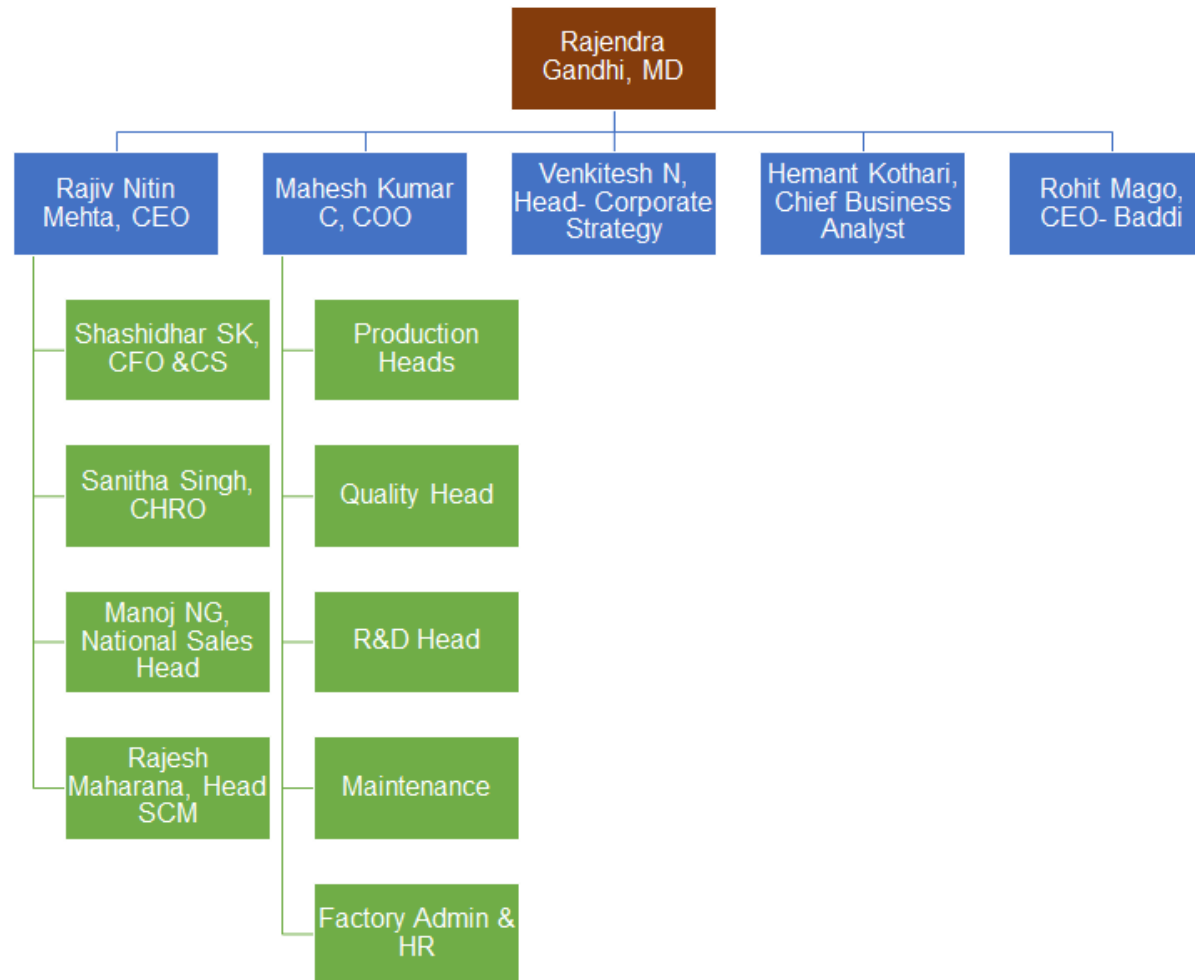 Rajendra
Gandhi, MD
Rajiv Nitin
Mehta, CEO
Mahesh Kumar
C, COO
Venkitesh N,
Head- Corporate
Strategy
Hemant Kothari,
Chief Business
Analyst
Rohit Mago,
CEO- Baddi
Shashidhar SK,
CFO &CS
Sanitha Singh,
CHRO
Manoj NG,
National Sales
Head
Rajesh
Maharana, Head
SCM
Production
Heads
Quality Head
R&D Head
Maintenance
Factory Admin &
HR